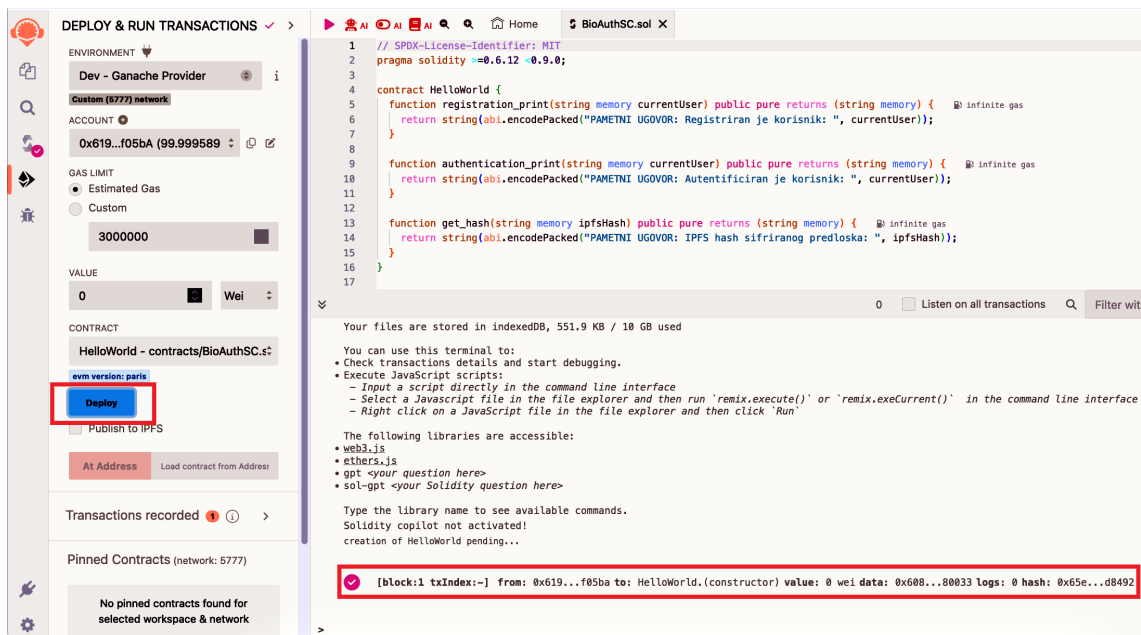 DEPLOY & RUN TRANSACTIONS
ENVIRONMENT
Dev - Ganache Provider
i
Custom (5777) network
ACCOUNT
0x619...f05bA (99.999589
GAS LIMIT
Estimated Gas
Custom
3000000
VALUE
0
Wei
CONTRACT
HelloWorld - contracts/BioAuthSC.s
evm version: paris
Deploy
Publish to IPFS
At Address
Load contract from Address
Transactions recorded 1 i >
Pinned Contracts (network: 5777)
No pinned contracts found for
selected workspace & network
AI AI AI Home BioAuthSC.sol
1 // SPDX-License-Identifier: MIT
2 pragma solidity >=0.6.12 <0.9.0;
3
4 contract HelloWorld {
5 function registration_print(string memory currentUser) public pure returns (string memory) { infinite gas
6 return string(abi.encodePacked("PAMETNI UGOVOR: Registriran je korisnik: ", currentUser));
7 }
8
9 function authentication_print(string memory currentUser) public pure returns (string memory) { infinite gas
10 return string(abi.encodePacked("PAMETNI UGOVOR: Autentificiran je korisnik: ", currentUser));
11 }
12
13 function get_hash(string memory ipfsHash) public pure returns (string memory) { infinite gas
14 return string(abi.encodePacked("PAMETNI UGOVOR: IPFS hash sifriranog predloska: ", ipfsHash));
15 }
16 }
17
0 Listen on all transactions Filter wit
Your files are stored in indexedDB, 551.9 KB / 10 GB used
You can use this terminal to:
• Check transactions details and start debugging.
• Execute JavaScript scripts:
- Input a script directly in the command line interface
- Select a Javascript file in the file explorer and then run `remix.execute()` or `remix.exeCurrent()` in the command line interface
- Right click on a JavaScript file in the file explorer and then click `Run`
The following libraries are accessible:
• web3.js
• ethers.js
• gpt <your question here>
• sol-gpt <your Solidity question here>
Type the library name to see available commands.
Solidity copilot not activated!
creation of HelloWorld pending...
[block:1 txIndex:-] from: 0x619...f05ba to: HelloWorld.(constructor) value: 0 wei data: 0x608...80033 logs: 0 hash: 0x65e...d8492
>